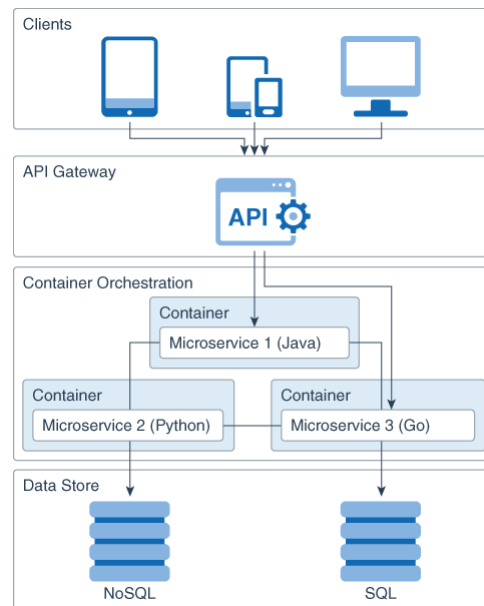 Clients
API Gateway
API
Container Orchestration
Container
Microservice 1 (Java)
Container
Microservice 2 (Python)
Container
Microservice 3 (Go)
Data Store
NoSQL
SQL